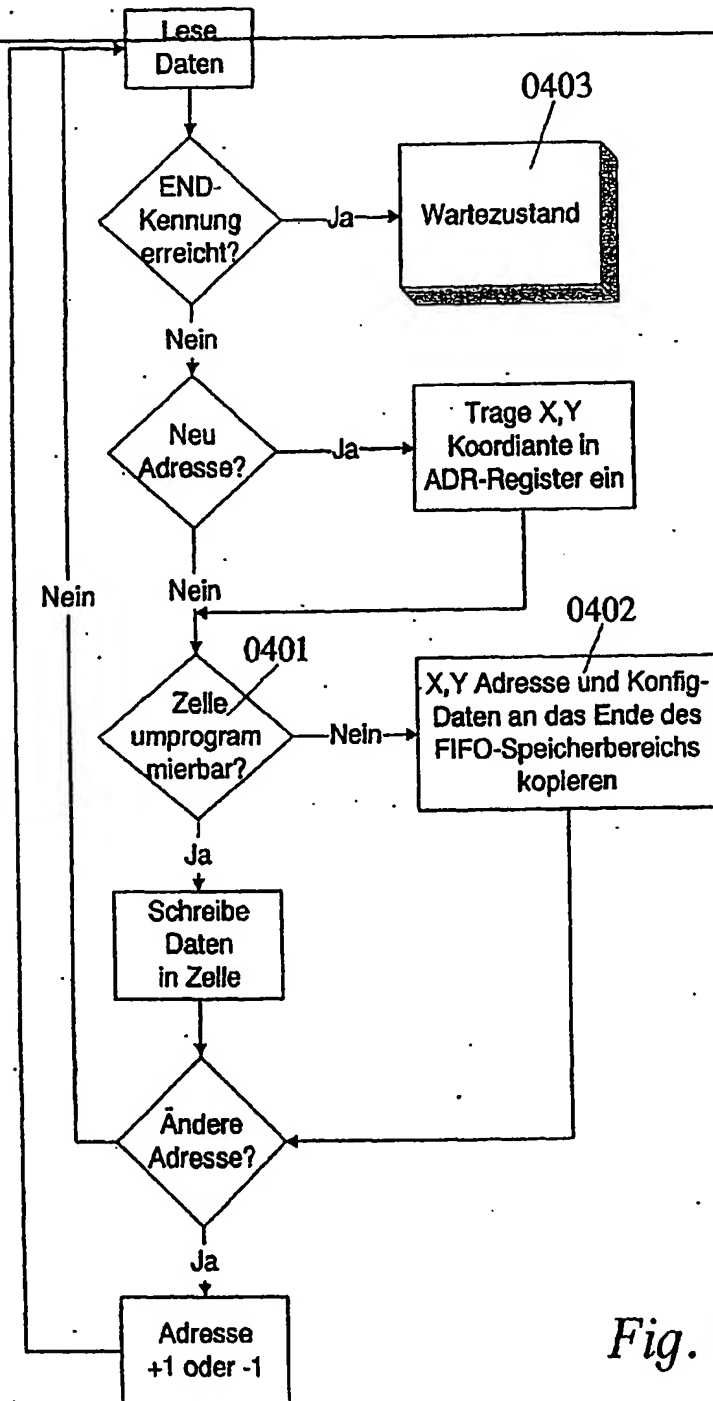 Lese
Daten
0403
END-
Kennung
erreicht?
Ja
Wartezustand
Nein
Neu
Adresse?
Ja
Trage X,Y
Koordiante in
ADR-Register ein
Nein
Nein
0401
0402
Zelle
umprogram
mierbar?
Nein
X,Y Adresse und Konfig-
Daten an das Ende des
FIFO-Speicherbereichs
kopieren
Ja
Schreibe
Daten
in Zelle
Ändere
Adresse?
Ja
Adresse
+1 oder -1
Fig.